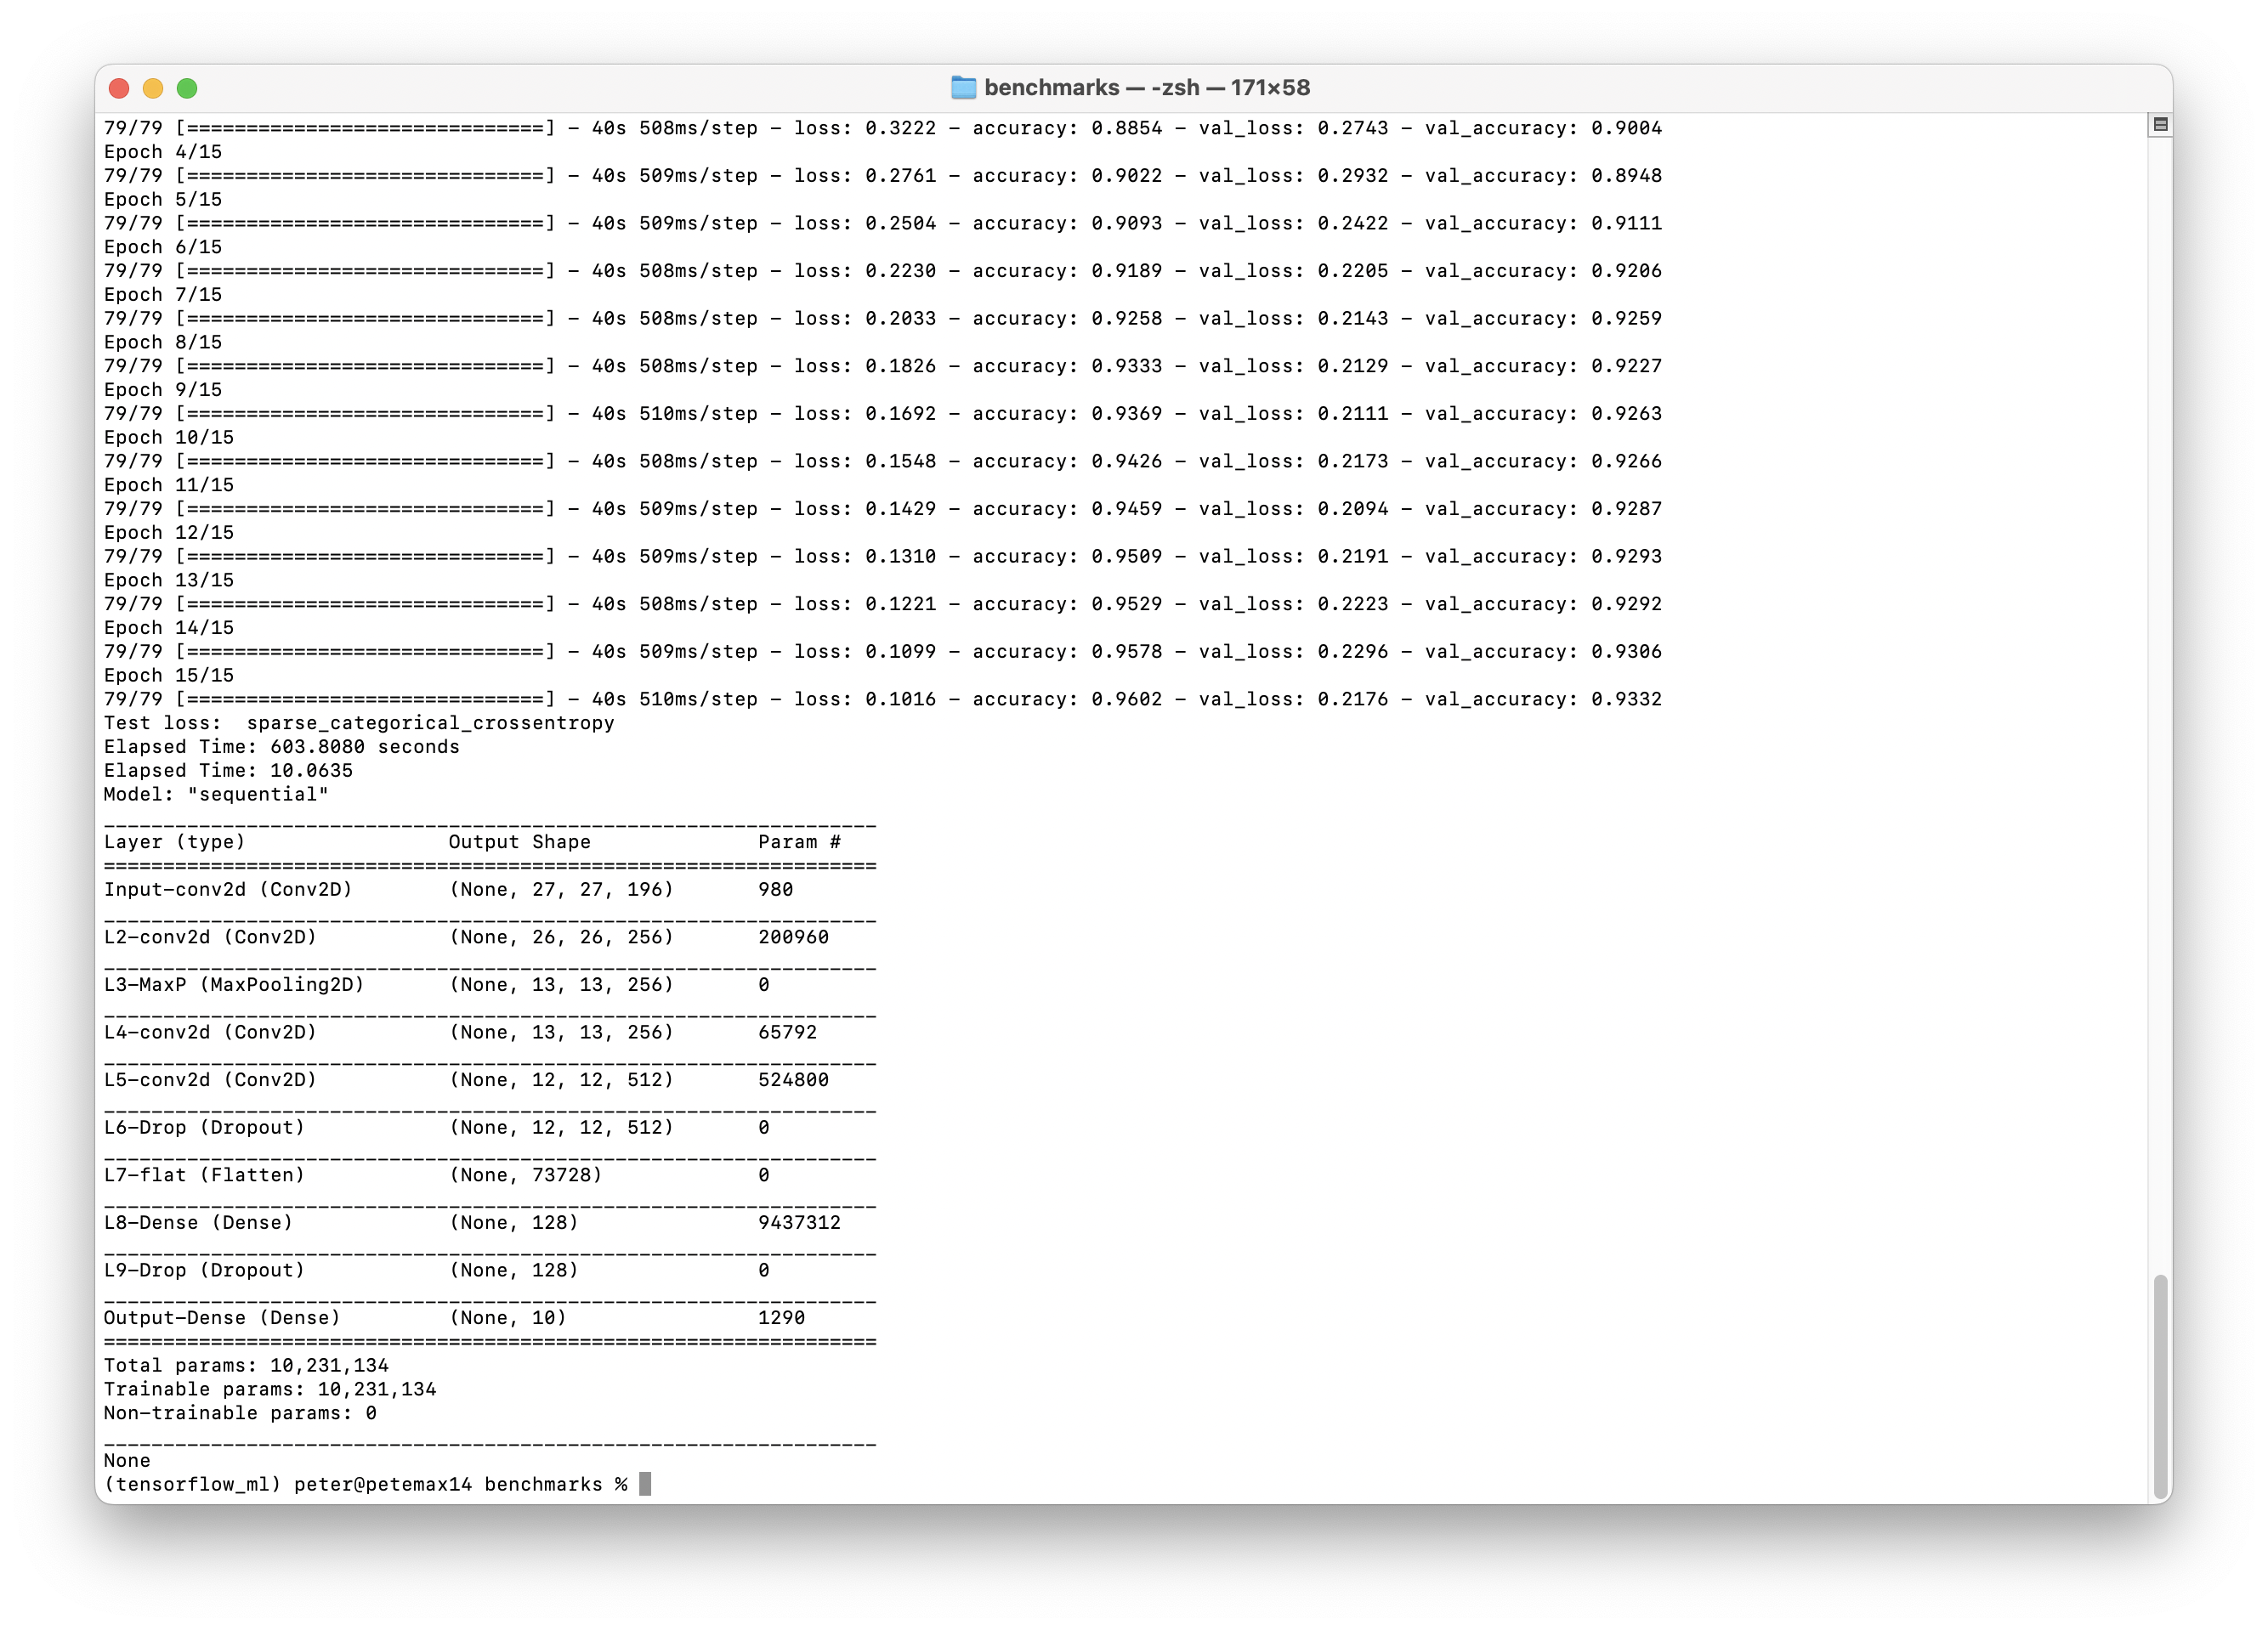 benchmarks — -zsh — 171×58
79/79 [==============================] - 40s 508ms/step - loss: 0.3222 - accuracy: 0.8854 - val_loss: 0.2743 - val_accuracy: 0.9004
Epoch 4/15
79/79 [==============================] - 40s 509ms/step - loss: 0.2761 - accuracy: 0.9022 - val_loss: 0.2932 - val_accuracy: 0.8948
Epoch 5/15
79/79 [==============================] - 40s 509ms/step - loss: 0.2504 - accuracy: 0.9093 - val_loss: 0.2422 - val_accuracy: 0.9111
Epoch 6/15
79/79 [==============================] - 40s 508ms/step - loss: 0.2230 - accuracy: 0.9189 - val_loss: 0.2205 - val_accuracy: 0.9206
Epoch 7/15
79/79 [==============================] - 40s 508ms/step - loss: 0.2033 - accuracy: 0.9258 - val_loss: 0.2143 - val_accuracy: 0.9259
Epoch 8/15
79/79 [==============================] - 40s 508ms/step - loss: 0.1826 - accuracy: 0.9333 - val_loss: 0.2129 - val_accuracy: 0.9227
Epoch 9/15
79/79 [==============================] - 40s 510ms/step - loss: 0.1692 - accuracy: 0.9369 - val_loss: 0.2111 - val_accuracy: 0.9263
Epoch 10/15
79/79 [==============================] - 40s 508ms/step - loss: 0.1548 - accuracy: 0.9426 - val_loss: 0.2173 - val_accuracy: 0.9266
Epoch 11/15
79/79 [==============================] - 40s 509ms/step - loss: 0.1429 - accuracy: 0.9459 - val_loss: 0.2094 - val_accuracy: 0.9287
Epoch 12/15
79/79 [==============================] - 40s 509ms/step - loss: 0.1310 - accuracy: 0.9509 - val_loss: 0.2191 - val_accuracy: 0.9293
Epoch 13/15
79/79 [==============================] - 40s 508ms/step - loss: 0.1221 - accuracy: 0.9529 - val_loss: 0.2223 - val_accuracy: 0.9292
Epoch 14/15
79/79 [==============================] - 40s 509ms/step - loss: 0.1099 - accuracy: 0.9578 - val_loss: 0.2296 - val_accuracy: 0.9306
Epoch 15/15
79/79 [==============================] - 40s 510ms/step - loss: 0.1016 - accuracy: 0.9602 - val_loss: 0.2176 - val_accuracy: 0.9332
Test loss:  sparse_categorical_crossentropy
Elapsed Time: 603.8080 seconds
Elapsed Time: 10.0635
Model: "sequential"
_________________________________________________________________
Layer (type)                 Output Shape              Param #
=================================================================
Input-conv2d (Conv2D)        (None, 27, 27, 196)       980
_________________________________________________________________
L2-conv2d (Conv2D)           (None, 26, 26, 256)       200960
_________________________________________________________________
L3-MaxP (MaxPooling2D)       (None, 13, 13, 256)       0
_________________________________________________________________
L4-conv2d (Conv2D)           (None, 13, 13, 256)       65792
_________________________________________________________________
L5-conv2d (Conv2D)           (None, 12, 12, 512)       524800
_________________________________________________________________
L6-Drop (Dropout)            (None, 12, 12, 512)       0
_________________________________________________________________
L7-flat (Flatten)            (None, 73728)             0
_________________________________________________________________
L8-Dense (Dense)             (None, 128)               9437312
_________________________________________________________________
L9-Drop (Dropout)            (None, 128)               0
_________________________________________________________________
Output-Dense (Dense)         (None, 10)                1290
=================================================================
Total params: 10,231,134
Trainable params: 10,231,134
Non-trainable params: 0
_________________________________________________________________
None
(tensorflow_ml) peter@petemax14 benchmarks %